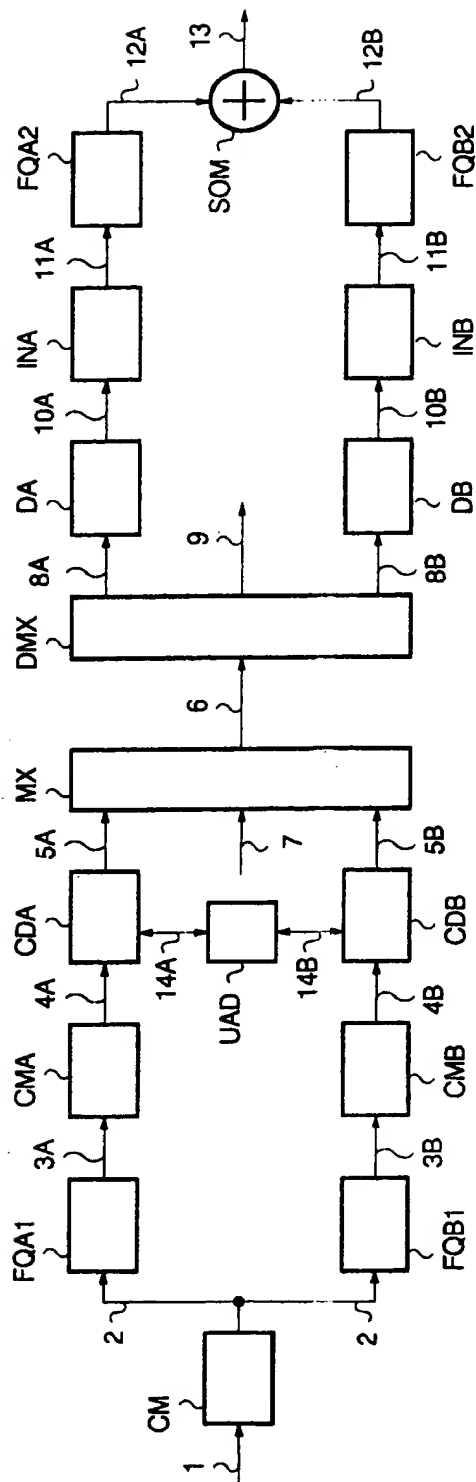 1
CM
2
2
FQA1
3A
CMA
4A
CDA
5A
MX
6
DMX
8A
DA
10A
INA
11A
FQA2
12A
13
SOM
14A
UAD
14B
7
9
FQB1
3B
CMB
4B
CDB
5B
8B
DB
10B
INB
11B
FQB2
12B